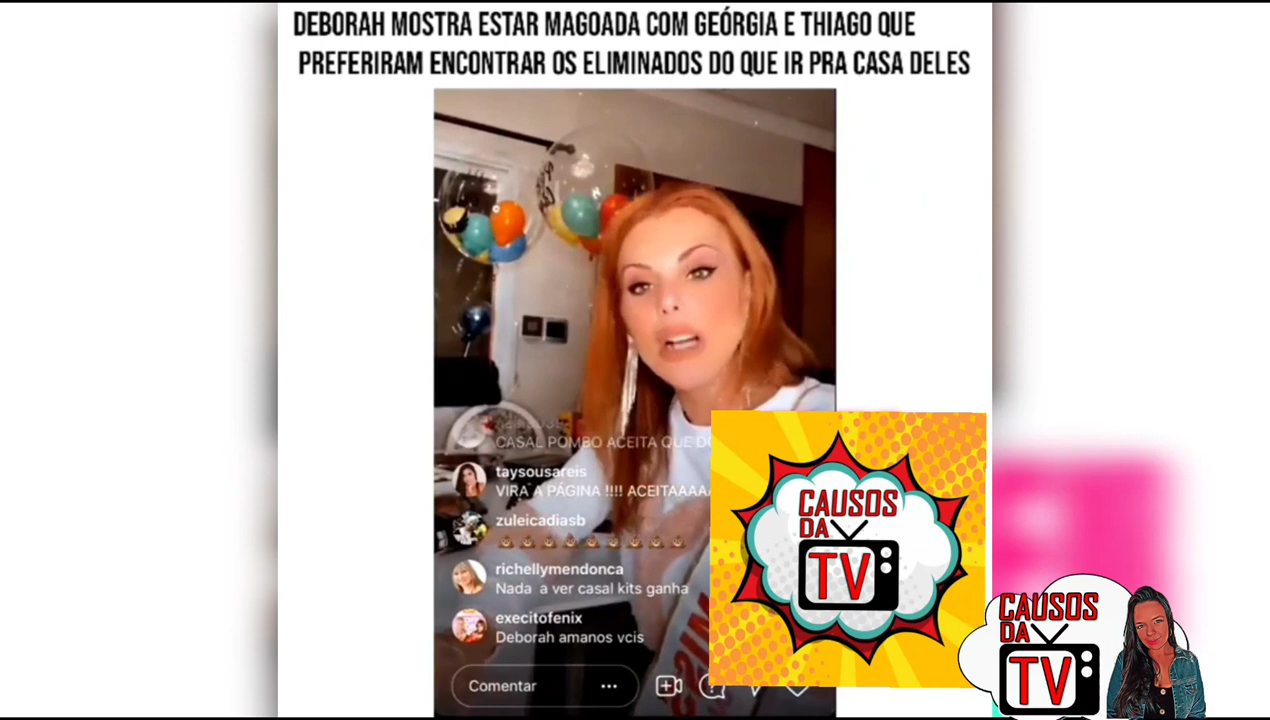 DEBORAH MOSTRA ESTAR MAGOADA COM GEÓRGIA E THIAGO QUE
PREFERIRAM ENCONTRAR OS ELIMINADOS DO QUE IR PRA CASA DELES
CASAL POMBO ACEITA QUE
taysousareis
VIRA A PÁGINA !!!! ACEITAAAA
zuleicadiasb
richellymendonca
Nada a ver casal kits ganha
execitofenix
Deborah amanos vcis
Comentar
CAUSOS
DA
TV
CAUSOS
DA
TV